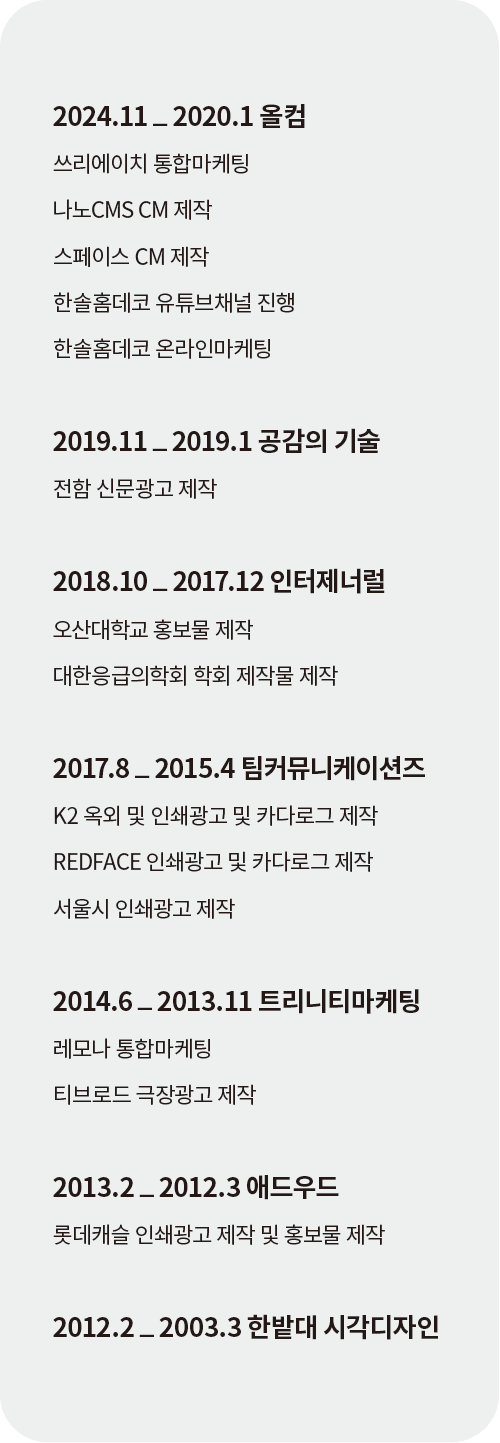 2024.11 _ 2020.1 올컴
쓰리에이치 통합마케팅
나노CMS CM 제작
스페이스 CM 제작
한솔홈데코 유튜브채널 진행
한솔홈데코 온라인마케팅
2019.11 _ 2019.1 공감의 기술
전함 신문광고 제작
2018.10 _ 2017.12 인터제너럴
오산대학교 홍보물 제작
대한응급의학회 학회 제작물 제작
2017.8 _ 2015.4 팀커뮤니케이션즈
K2 옥외 및 인쇄광고 및 카다로그 제작
REDFACE 인쇄광고 및 카다로그 제작
서울시 인쇄광고 제작
2014.6 _ 2013.11 트리니티마케팅
레모나 통합마케팅
티브로드 극장광고 제작
2013.2 _ 2012.3 애드우드
롯데캐슬 인쇄광고 제작 및 홍보물 제작
2012.2 _ 2003.3 한밭대 시각디자인